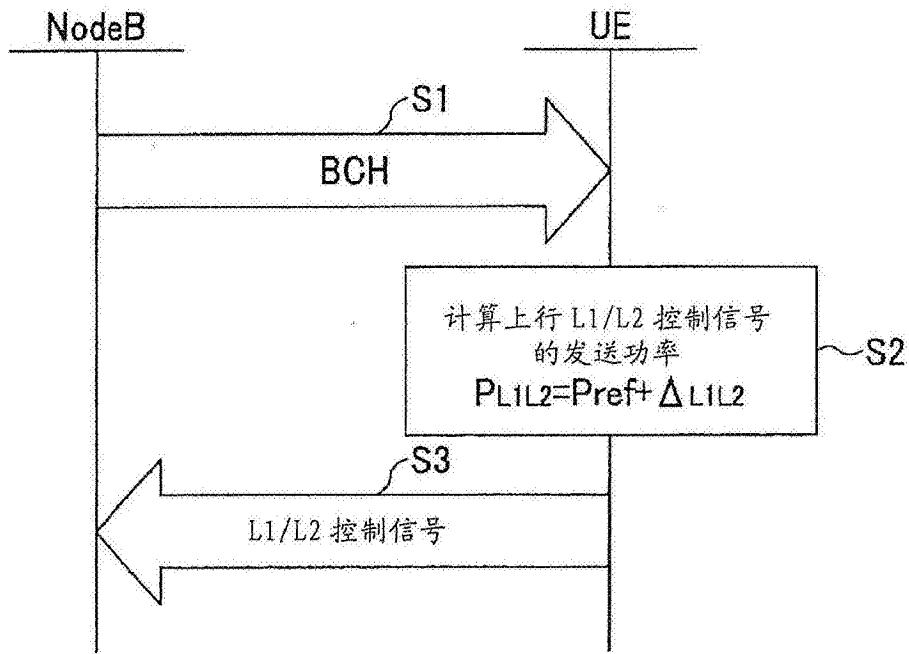 NodeB
UE
S1
BCH
计算上行 L1/L2 控制信号
的发送功率
PL1L2=Pref+ΔL1L2
S2
S3
L1/L2 控制信号